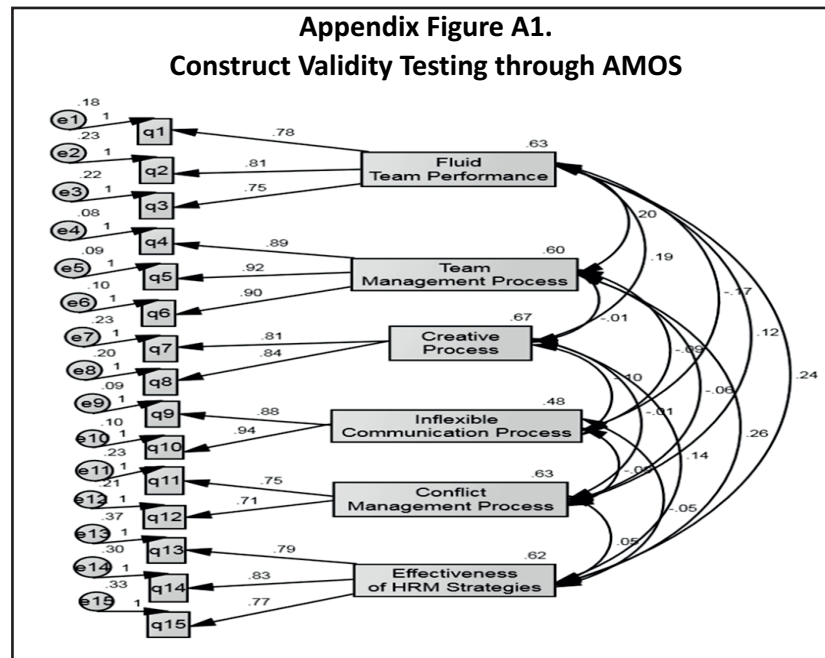 Appendix Figure A1.
Construct Validity Testing through AMOS
.18
e1
1
q1
.78
.63
Fluid
Team Performance
.23
e2
1
q2
.81
.22
e3
1
q3
.75
.20
.19
-.17
.12
.24
.08
e4
1
q4
.89
.60
Team
Management Process
.09
e5
1
q5
.92
.10
e6
1
q6
.90
-.01
-.09
-.06
.26
.23
e7
1
q7
.81
.67
Creative
Process
.20
e8
1
q8
.84
-.10
-.01
.14
.09
e9
1
q9
.88
.48
Inflexible
Communication Process
.10
e10
1
q10
.94
-.05
.23
e11
1
q11
.75
.63
Conflict
Management Process
.21
e12
1
q12
.71
.05
.37
e13
1
q13
.79
.62
Effectiveness
of HRM Strategies
.30
e14
1
q14
.83
.33
e15
1
q15
.77